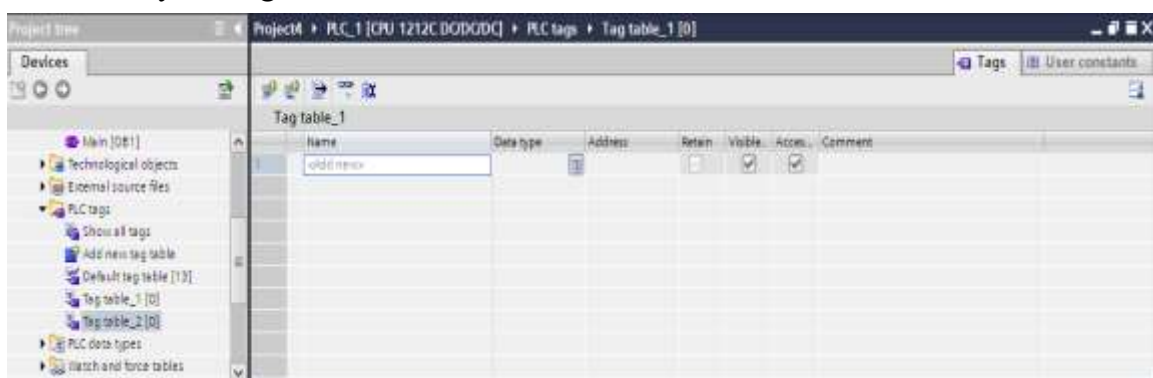 Project tree
Project4 ▸ PLC_1 [CPU 1212C DC/DC/DC] ▸ PLC tags ▸ Tag table_1 [0]
Devices
Tags
User constants
Tag table_1
Name Data type Address Retain Visible.. Acces.. Comment
1 <Add new>
Main [OB1]
Technological objects
External source files
PLC tags
Show all tags
Add new tag table
Default tag table [13]
Tag table_1 [0]
Tag table_2 [0]
PLC data types
Watch and force tables